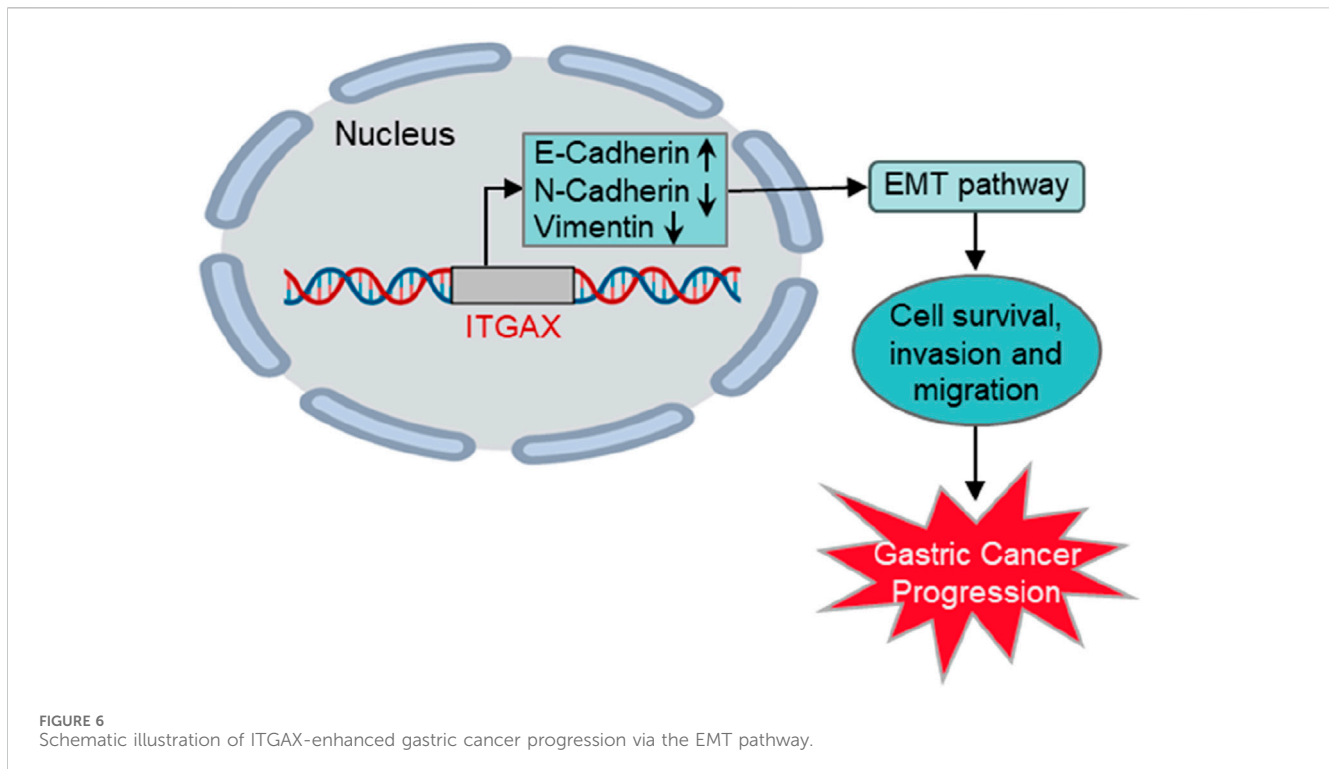 Nucleus
E-Cadherin ↑
N-Cadherin ↓
Vimentin ↓
ITGAX
EMT pathway
Cell survival,
invasion and
migration
Gastric Cancer
Progression
FIGURE 6
Schematic illustration of ITGAX-enhanced gastric cancer progression via the EMT pathway.